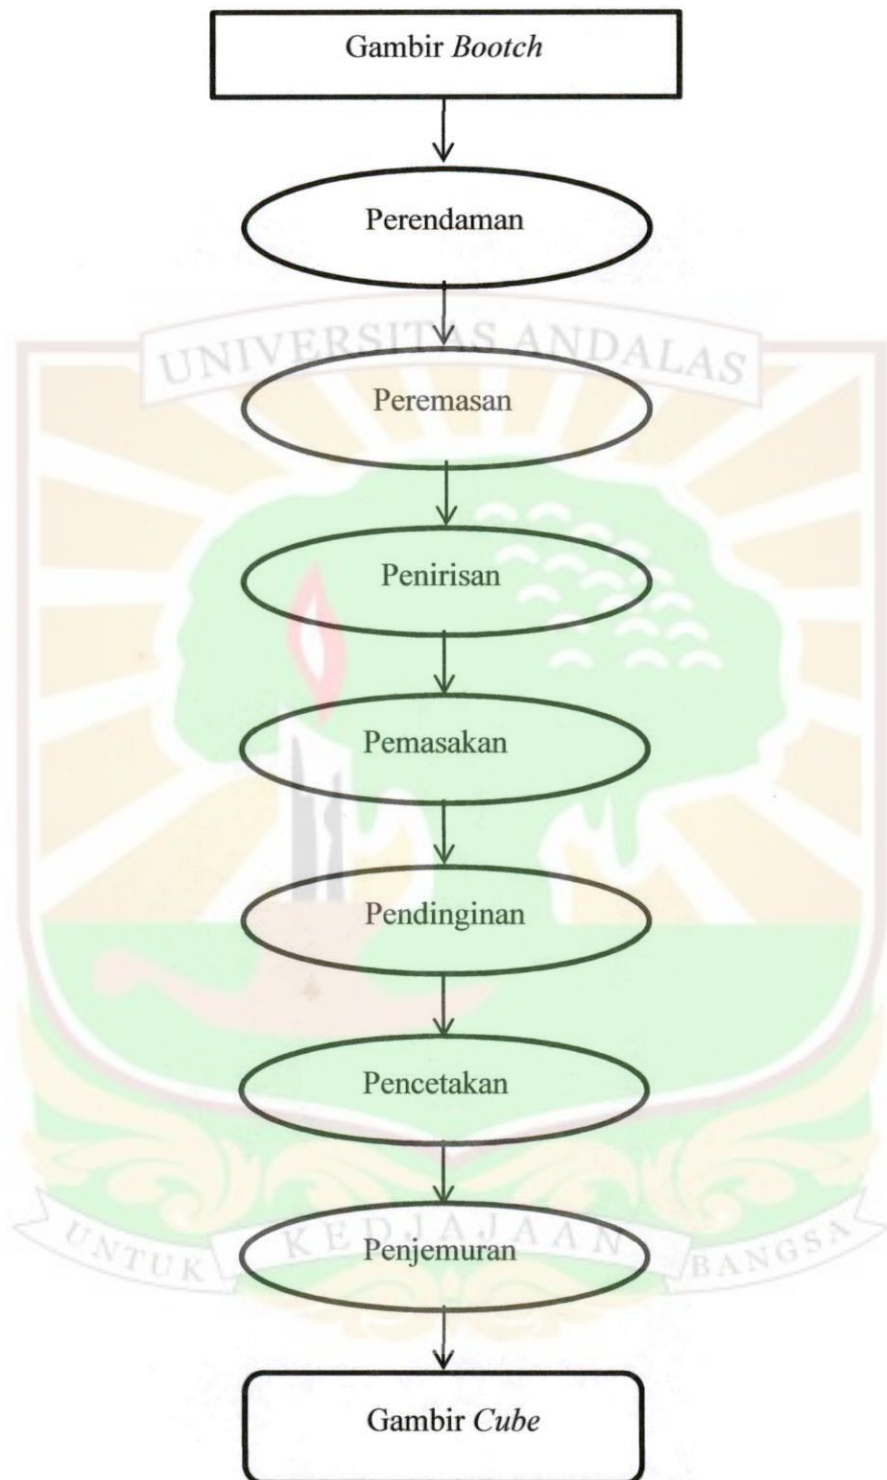 Gambir Bootch
Perendaman
UNIVERSITAS ANDALAS
Peremasan
Penirisan
Pemasakan
Pendinginan
Pencetakan
UNTUK KEDJAJAAN BANGSA
Penjemuran
Gambir Cube